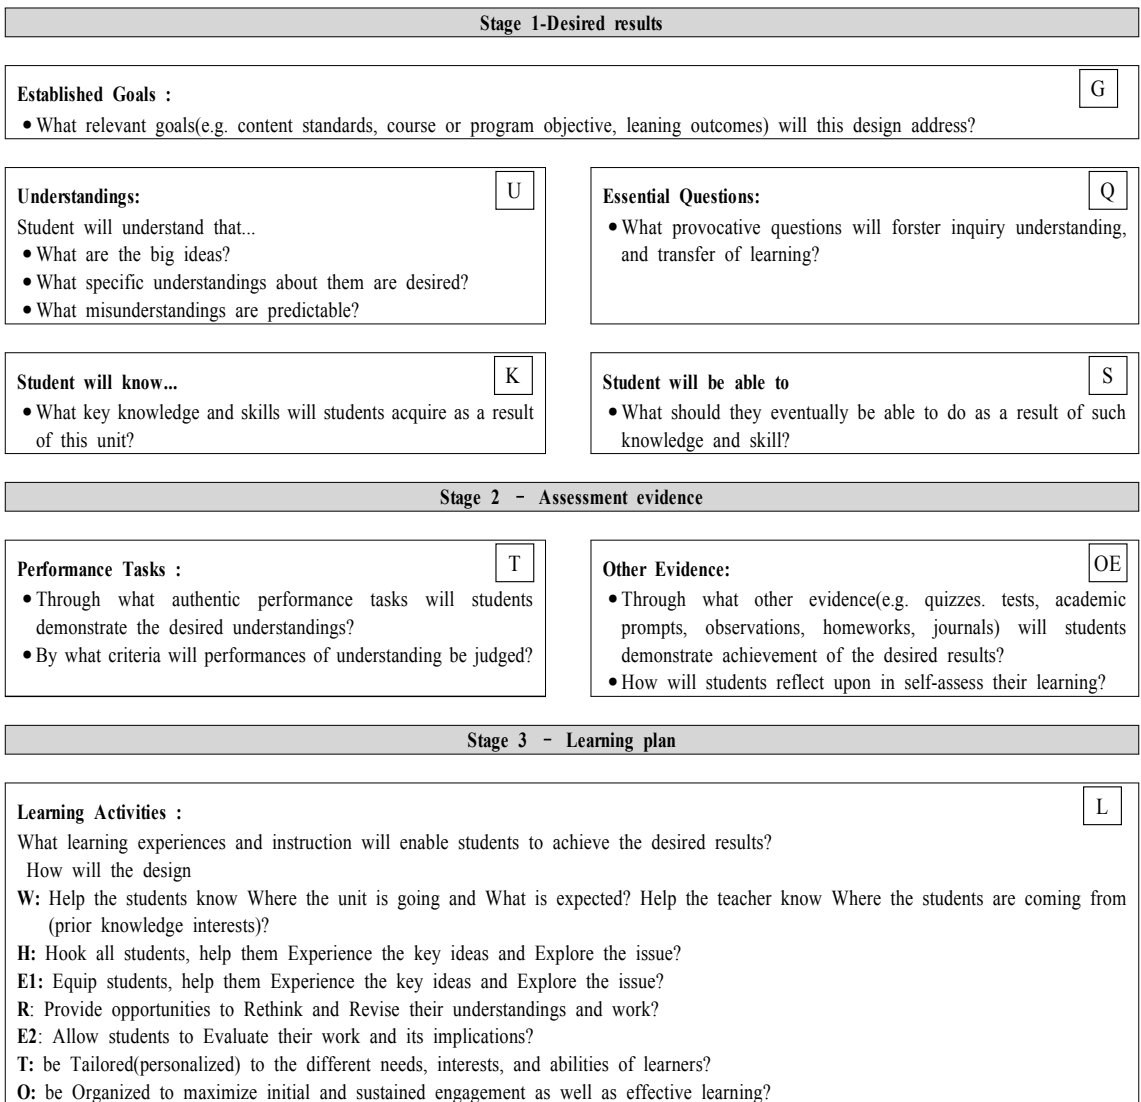 Stage 1-Desired results
G
Established Goals :
• What relevant goals(e.g. content standards, course or program objective, leaning outcomes) will this design address?
U
Understandings:
Student will understand that...
• What are the big ideas?
• What specific understandings about them are desired?
• What misunderstandings are predictable?
Q
Essential Questions:
• What provocative questions will forster inquiry understanding,
and transfer of learning?
K
Student will know...
• What key knowledge and skills will students acquire as a result
of this unit?
S
Student will be able to
• What should they eventually be able to do as a result of such
knowledge and skill?
Stage 2 – Assessment evidence
T
Performance Tasks :
• Through what authentic performance tasks will students
demonstrate the desired understandings?
• By what criteria will performances of understanding be judged?
OE
Other Evidence:
• Through what other evidence(e.g. quizzes. tests, academic
prompts, observations, homeworks, journals) will students
demonstrate achievement of the desired results?
• How will students reflect upon in self-assess their learning?
Stage 3 – Learning plan
L
Learning Activities :
What learning experiences and instruction will enable students to achieve the desired results?
How will the design
W: Help the students know Where the unit is going and What is expected? Help the teacher know Where the students are coming from
(prior knowledge interests)?
H: Hook all students, help them Experience the key ideas and Explore the issue?
E1: Equip students, help them Experience the key ideas and Explore the issue?
R: Provide opportunities to Rethink and Revise their understandings and work?
E2: Allow students to Evaluate their work and its implications?
T: be Tailored(personalized) to the different needs, interests, and abilities of learners?
O: be Organized to maximize initial and sustained engagement as well as effective learning?